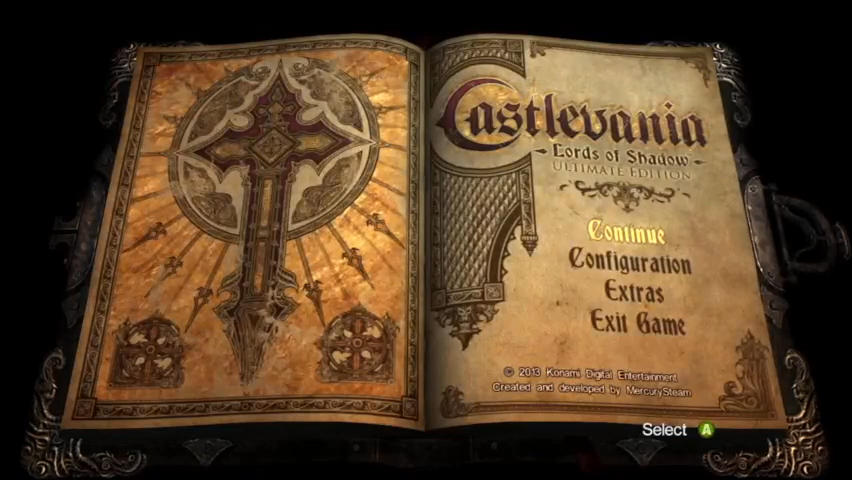 Castlevania
Lords of Shadow
ULTIMATE EDITION
Continue
Configuration
Extras
Exit Game
© 2013 Konami Digital Entertainment
Created and developed by MercurySteam
Select A